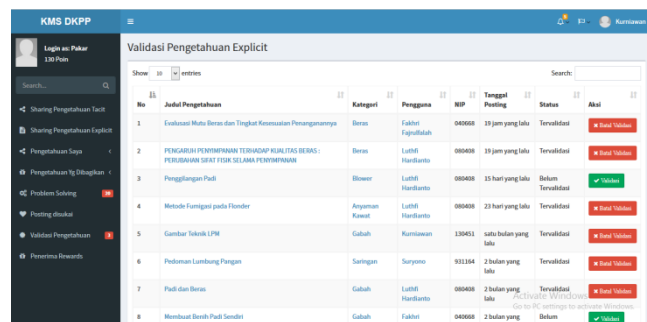 KMS DKPP
Kurniawan
Login as: Pakar
130 Poin
Search...
Sharing Pengetahuan Tacit
Sharing Pengetahuan Explicit
Pengetahuan Saya
Pengetahuan Yg Dibagikan
Problem Solving
Posting disukai
Validasi Pengetahuan
Penerima Rewards
Validasi Pengetahuan Explicit
Show 10 entries
Search:
No Judul Pengetahuan Kategori Pengguna NIP Tanggal Posting Status Aksi
1 Evaluasi Mutu Beras dan Tingkat Kesesuaian Penanganannya Beras Fakhri Fajrullalah 040668 19 jam yang lalu Tervalidasi Batal Validasi
2 PENGARUH PENYIMPANAN TERHADAP KUALITAS BERAS : PERUBAHAN SIFAT FISIK SELAMA PENYIMPANAN Beras Luthfi Hardianto 080408 19 jam yang lalu Tervalidasi Batal Validasi
3 Penggilingan Padi Blower Luthfi Hardianto 080408 15 hari yang lalu Belum Tervalidasi Validasi
4 Metode Fumigasi pada Flonder Anyaman Kawat Luthfi Hardianto 080408 23 hari yang lalu Tervalidasi Batal Validasi
5 Gambar Teknik LPM Gabah Kurniawan 130451 satu bulan yang lalu Tervalidasi Batal Validasi
6 Pedoman Lumbung Pangan Saringan Suryono 931164 2 bulan yang lalu Tervalidasi Batal Validasi
7 Padi dan Beras Gabah Luthfi Hardianto 080408 2 bulan yang lalu Tervalidasi Batal Validasi
8 Membuat Benih Padi Sendiri Gabah Fakhri 040668 2 bulan yang Belum Validasi
Activate Windows
Go to PC settings to activate Windows.